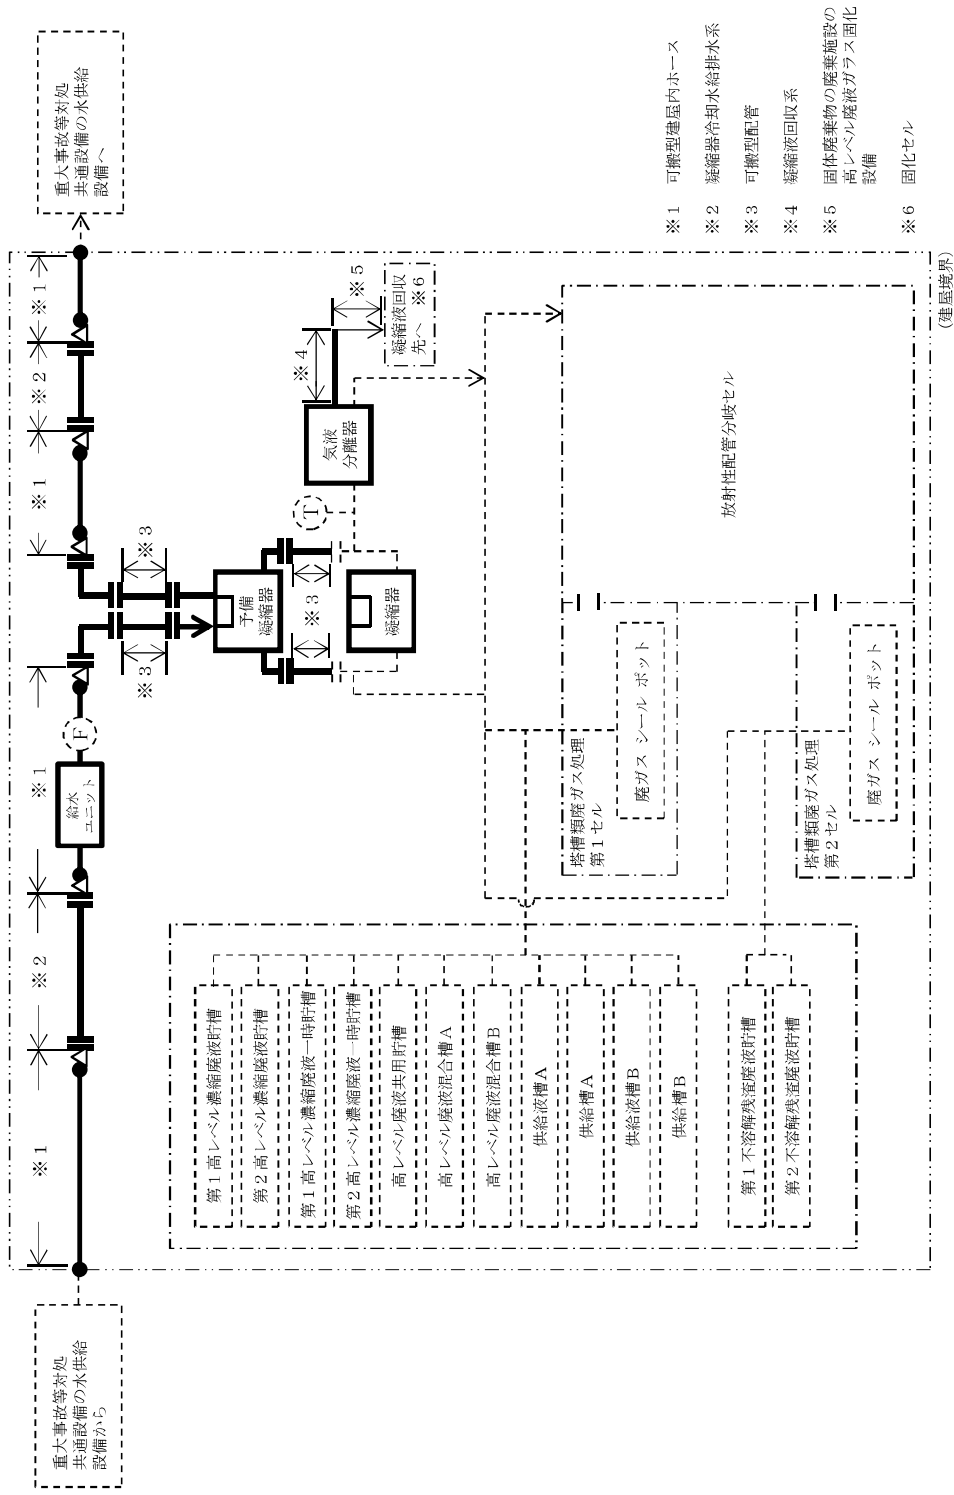 重大事故等対処
共通設備の水供給
設備から
重大事故等対処
共通設備の水供給
設備へ
※1
※2
※1
給水
ユニット
F
※3
※3
※1
※2
※1
予備
凝縮器
※3
凝縮器
T
気液
分離器
※4
※5
凝縮液回収
先へ ※6
第1高レベル濃縮廃液貯槽
第2高レベル濃縮廃液貯槽
第1高レベル濃縮廃液一時貯槽
第2高レベル濃縮廃液一時貯槽
高レベル廃液共用貯槽
高レベル廃液混合槽A
高レベル廃液混合槽B
供給液槽A
供給槽A
供給液槽B
供給槽B
第1不溶解残渣廃液貯槽
第2不溶解残渣廃液貯槽
塔槽類廃ガス処理
第1セル
廃ガス シール ポット
塔槽類廃ガス処理
第2セル
廃ガス シール ポット
放射性配管分岐セル
(建屋境界)
※1 可搬型建屋内ホース
※2 凝縮器冷却水給排水系
※3 可搬型配管
※4 凝縮液回収系
※5 固体廃棄物の廃棄施設の
高レベル廃液ガラス固化
設備
※6 固化セル